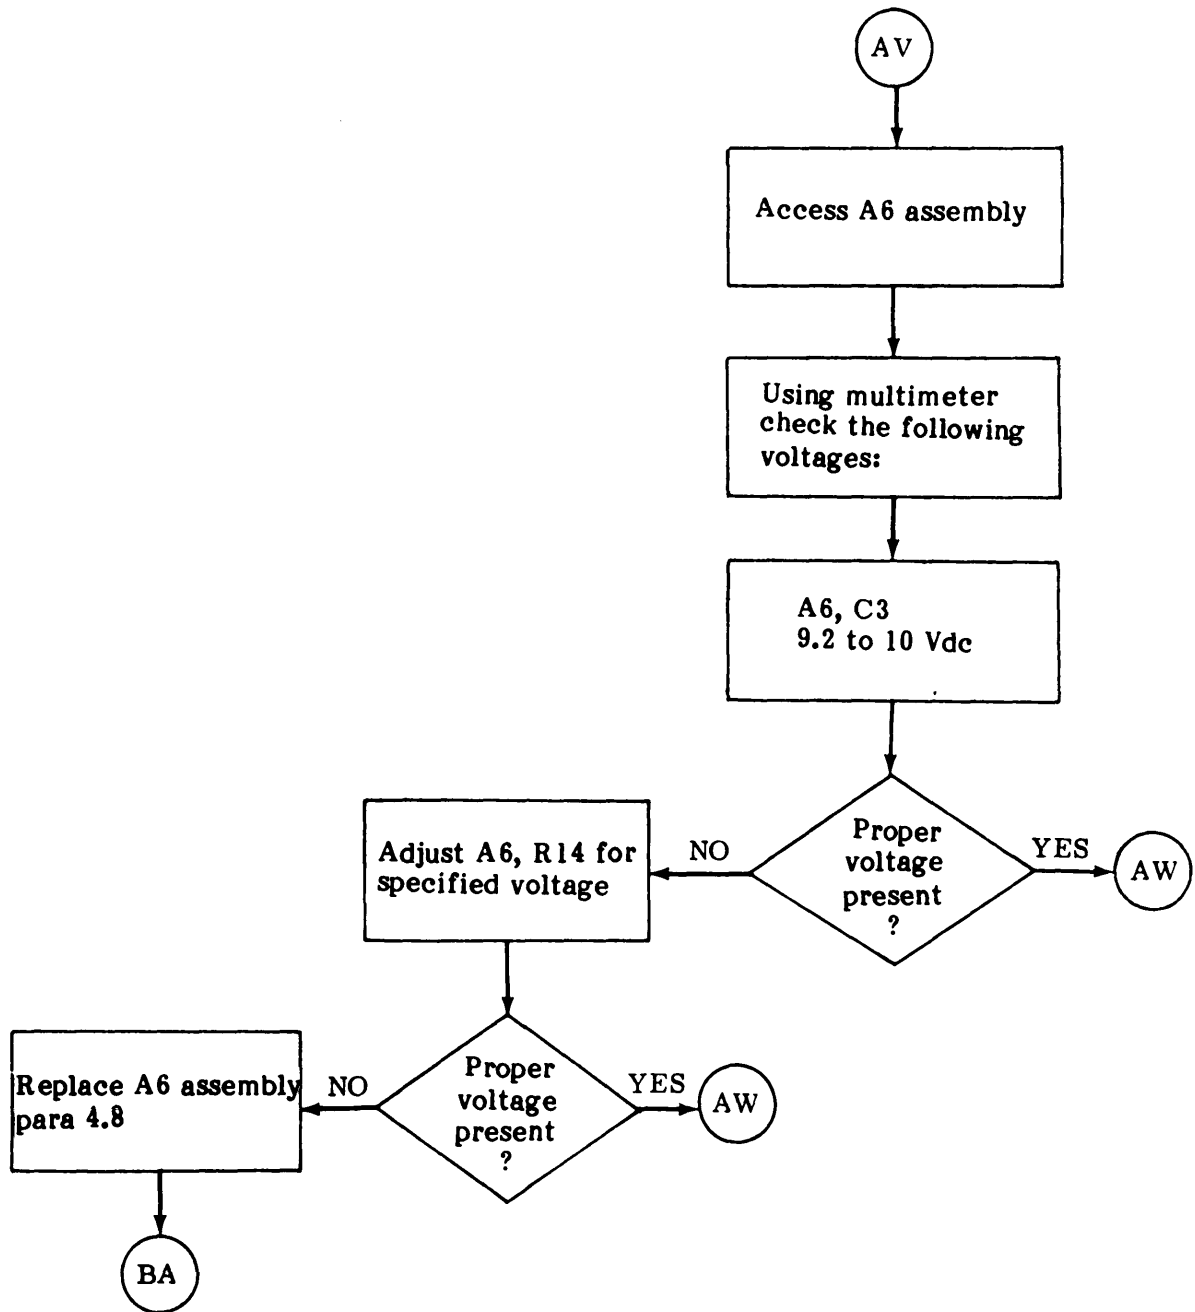 AV
Access A6 assembly
Using multimeter
check the following
voltages:
A6, C3
9.2 to 10 Vdc
Proper
voltage
present
?
YES
AW
NO
Adjust A6, R14 for
specified voltage
Proper
voltage
present
?
YES
AW
NO
Replace A6 assembly
para 4.8
BA